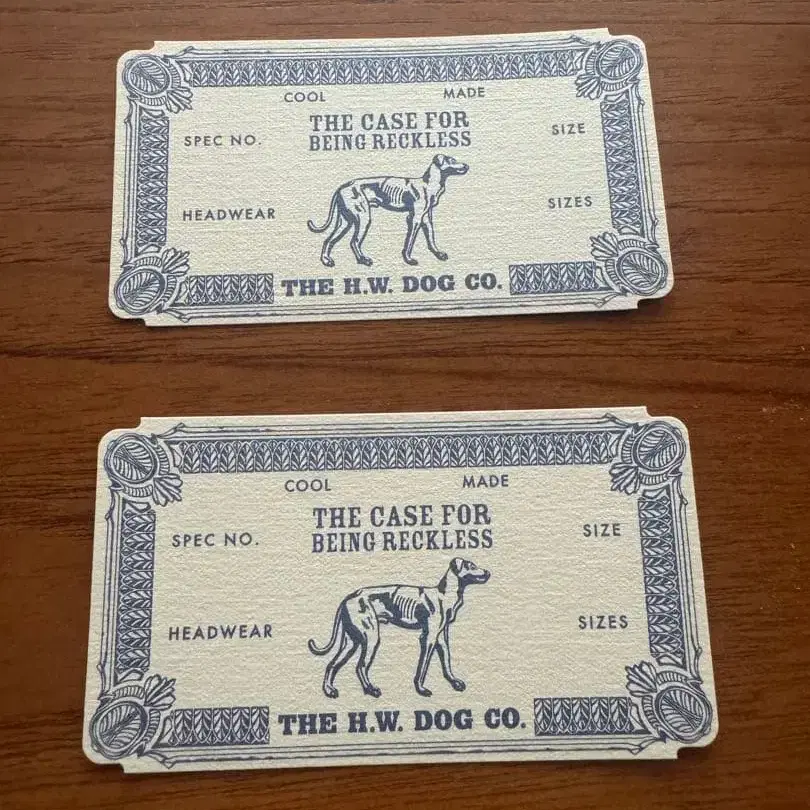 COOL MADE
THE CASE FOR
SPEC NO. BEING RECKLESS SIZE
HEADWEAR SIZES
THE H.W. DOG CO.
COOL MADE
THE CASE FOR
SPEC NO. BEING RECKLESS SIZE
HEADWEAR SIZES
THE H.W. DOG CO.